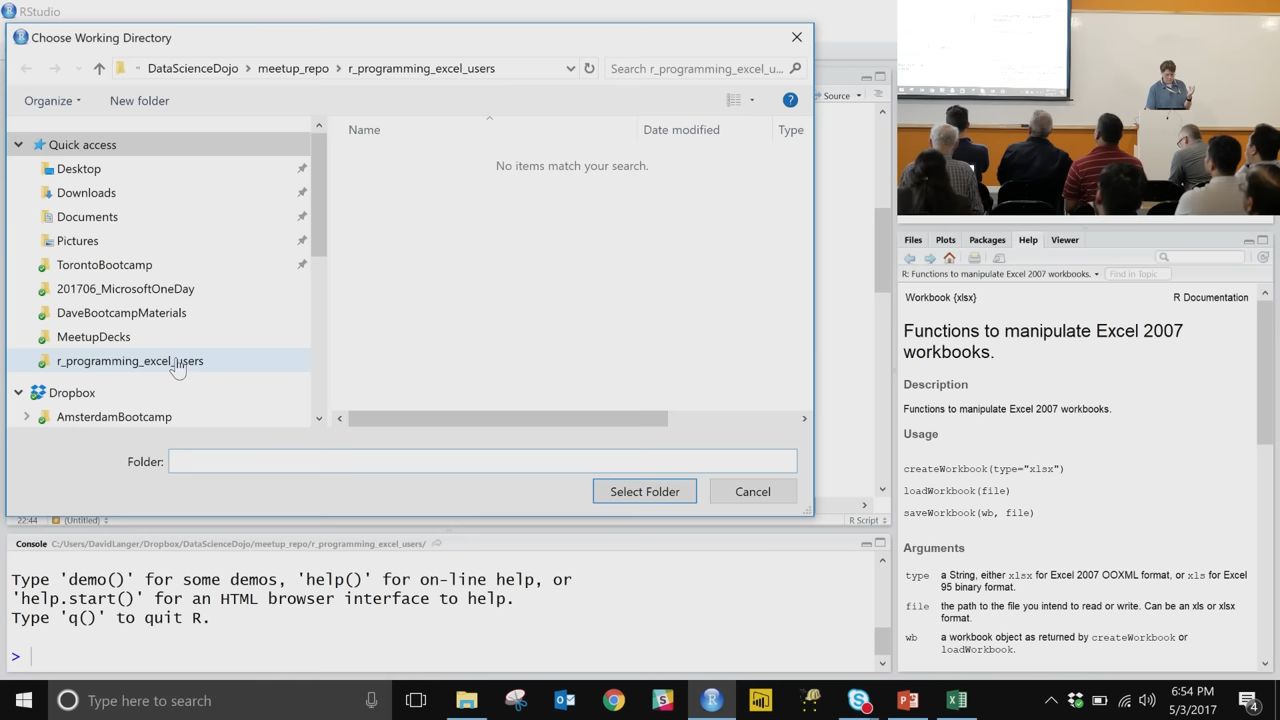 RStudio
Choose Working Directory
DataScienceDojo meetup_repo r_programming_excel_users
Search r_programming_excel_u...
Organize New folder
Quick access
Desktop
Downloads
Documents
Pictures
TorontoBootcamp
201706_MicrosoftOneDay
DaveBootcampMaterials
MeetupDecks
r_programming_excel_users
Dropbox
AmsterdamBootcamp
Name Date modified Type
No items match your search.
Folder:
Select Folder Cancel
Source
22:44 (Untitled) R Script
Console C:/Users/DavidLanger/Dropbox/DataScienceDojo/meetup_repo/r_programming_excel_users/
Type 'demo()' for some demos, 'help()' for on-line help, or
'help.start()' for an HTML browser interface to help.
Type 'q()' to quit R.
>
Files Plots Packages Help Viewer
R: Functions to manipulate Excel 2007 workbooks. Find in Topic
Workbook {xlsx} R Documentation
Functions to manipulate Excel 2007
workbooks.
Description
Functions to manipulate Excel 2007 workbooks.
Usage
createWorkbook(type="xlsx")
loadWorkbook(file)
saveWorkbook(wb, file)
Arguments
type a String, either xlsx for Excel 2007 OOXML format, or xls for Excel
95 binary format.
file the path to the file you intend to read or write. Can be an xls or xlsx
format.
wb a workbook object as returned by createWorkbook or
loadWorkbook.
Type here to search
6:54 PM
5/3/2017
4